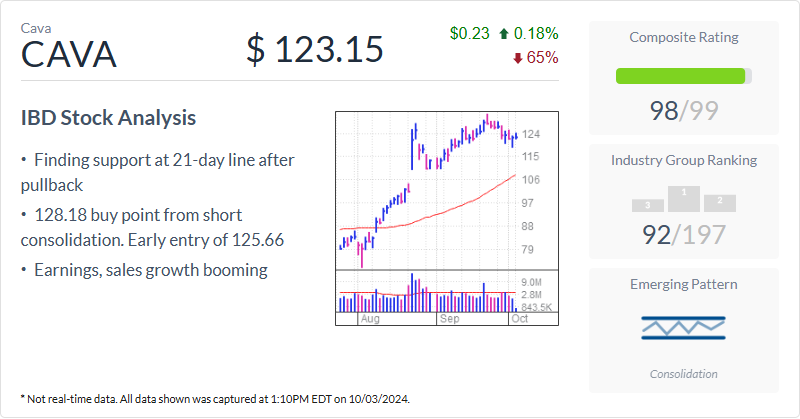 Cava
CAVA
$ 123.15
$0.23 0.18%
65%
IBD Stock Analysis
• Finding support at 21-day line after
pullback
• 128.18 buy point from short
consolidation. Early entry of 125.66
• Earnings, sales growth booming
124
115
106
97
88
79
9.0M
2.8M
843.5K
Aug Sep Oct
Composite Rating
98/99
Industry Group Ranking
3 1 2
92/197
Emerging Pattern
Consolidation
* Not real-time data. All data shown was captured at 1:10PM EDT on 10/03/2024.